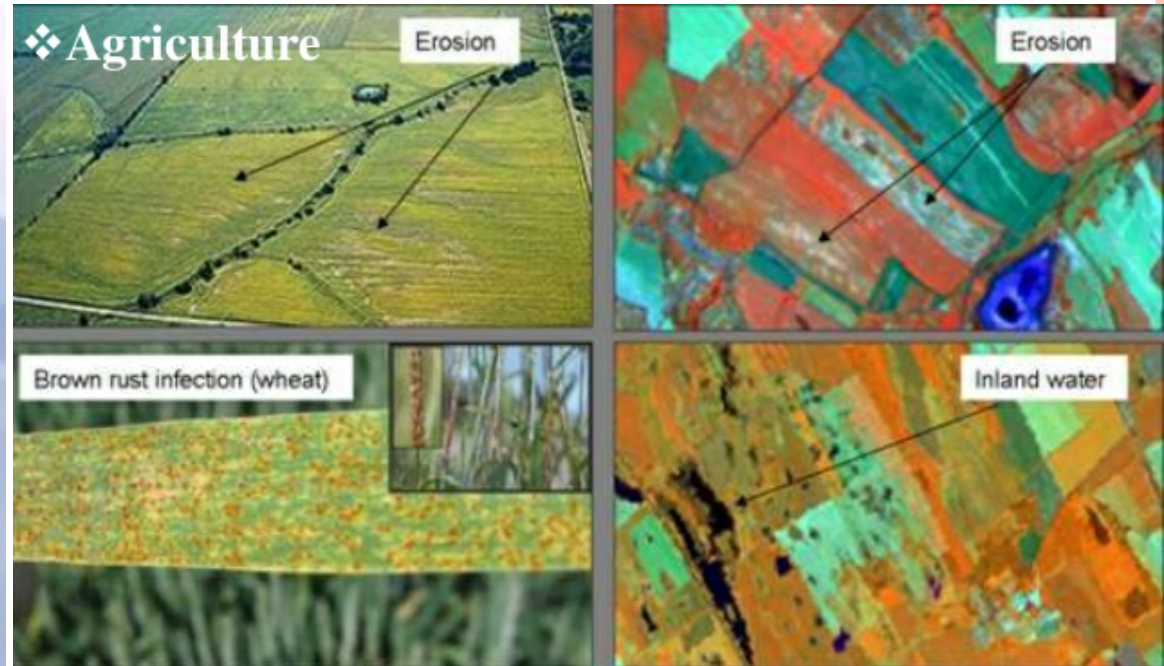 ❖Agriculture
Erosion
Erosion
Brown rust infection (wheat)
Inland water